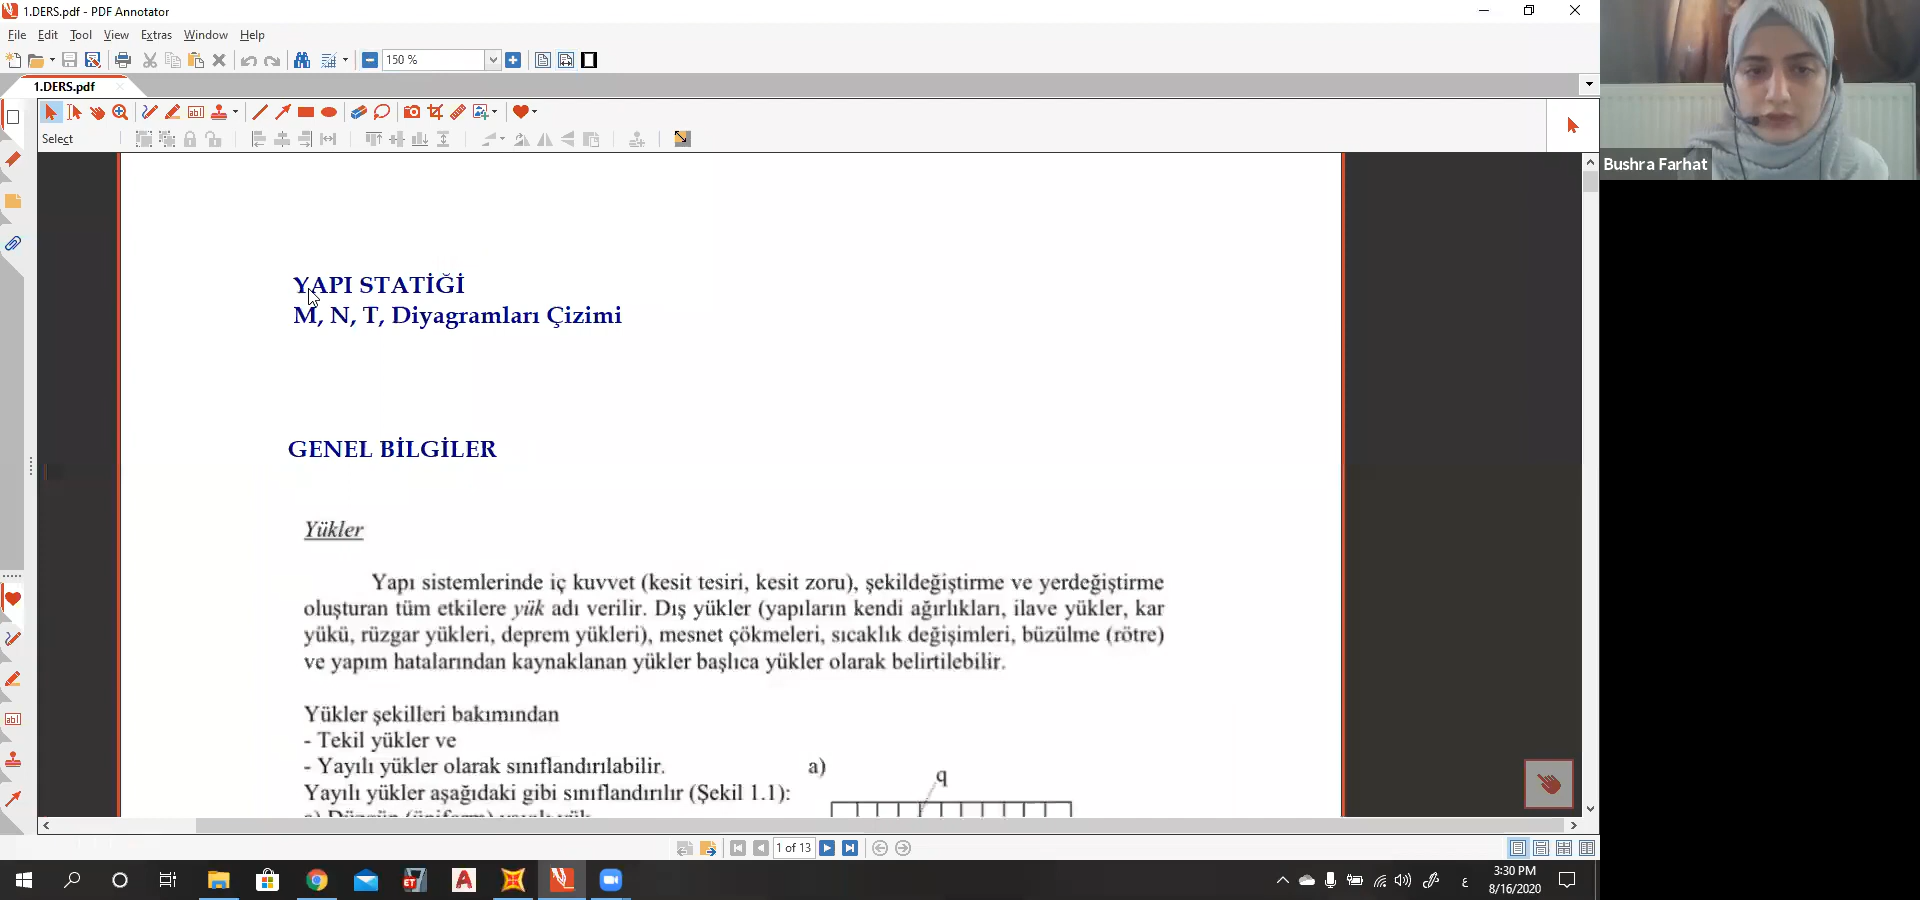 1.DERS.pdf - PDF Annotator
File Edit Tool View Extras Window Help
150 %
1.DERS.pdf
Select
YAPI STATİĞİ
M, N, T, Diyagramları Çizimi
GENEL BİLGİLER
Yükler
Yapı sistemlerinde iç kuvvet (kesit tesiri, kesit zoru), şekildeğiştirme ve yerdeğiştirme
oluşturan tüm etkilere yük adı verilir. Dış yükler (yapıların kendi ağırlıkları, ilave yükler, kar
yükü, rüzgar yükleri, deprem yükleri), mesnet çökmeleri, sıcaklık değişimleri, büzülme (rötre)
ve yapım hatalarından kaynaklanan yükler başlıca yükler olarak belirtilebilir.
Yükler şekilleri bakımından
- Tekil yükler ve
- Yayılı yükler olarak sınıflandırılabilir.
a)
q
Yayılı yükler aşağıdaki gibi sınıflandırılır (Şekil 1.1):
1 of 13
Bushra Farhat
ع
3:30 PM
8/16/2020